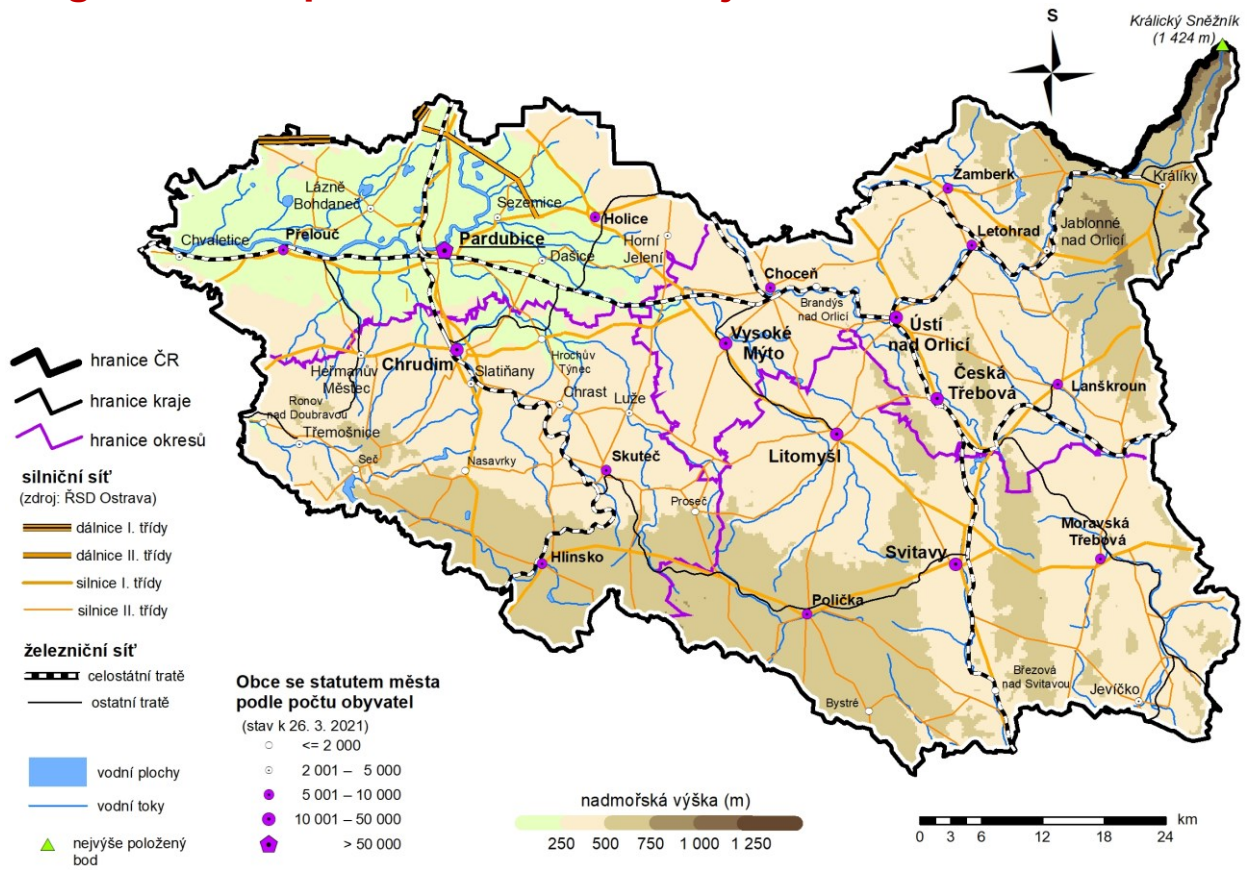 Králický Sněžník
(1 424 m)
S
Žamberk
Králíky
Lázně
Bohdaneč
Sezemice
Holice
Letohrad
Jablonné
nad Orlicí
Chvaletice
Přelouč
Pardubice
Dašice
Horní
Jelení
Choceň
Brandýs
nad Orlicí
Ústí
nad Orlicí
Vysoké
Mýto
Chrudim
Hrochův
Týnec
Heřmanův
Městec
Slatiňany
Česká
Třebová
Lanškroun
Chrast
Luže
Ronov
nad Doubravou
Třemošnice
Litomyšl
Seč
Nasavrky
Skuteč
Proseč
Moravská
Třebová
Svitavy
Hlinsko
Polička
Březová
nad Svitavou
Jevíčko
Bystré
hranice ČR
hranice kraje
hranice okresů
silniční síť
(zdroj: ŘSD Ostrava)
dálnice I. třídy
dálnice II. třídy
silnice I. třídy
silnice II. třídy
železniční síť
celostátní tratě
ostatní tratě
vodní plochy
vodní toky
nejvýše položený
bod
Obce se statutem města
podle počtu obyvatel
(stav k 26. 3. 2021)
<= 2 000
2 001 – 5 000
5 001 – 10 000
10 001 – 50 000
> 50 000
nadmořská výška (m)
250 500 750 1 000 1 250
0 3 6 12 18 24 km